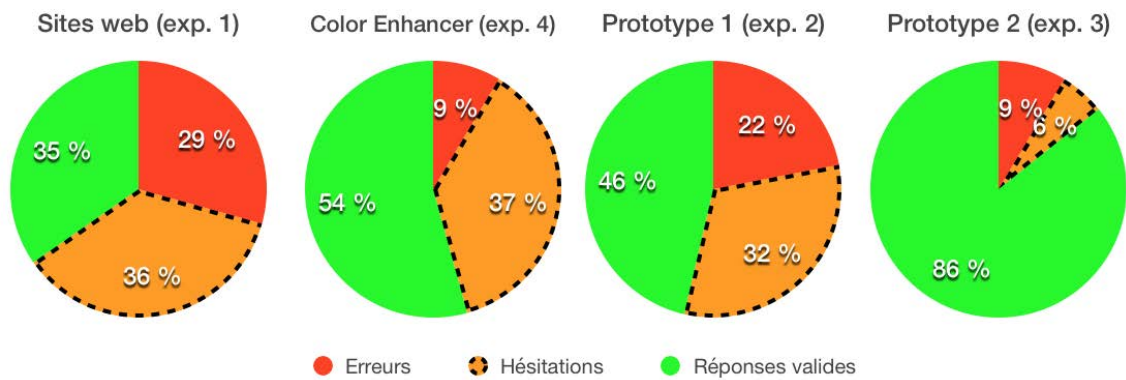 Sites web (exp. 1)
Color Enhancer (exp. 4)
Prototype 1 (exp. 2)
Prototype 2 (exp. 3)
35 %
29 %
36 %
9 %
54 %
37 %
22 %
46 %
32 %
9 %
6 %
86 %
Erreurs
Hésitations
Réponses valides